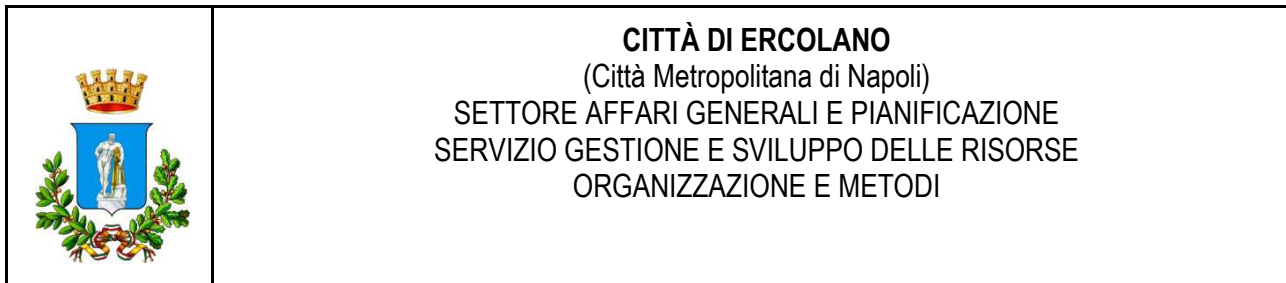 CITTÀ DI ERCOLANO
(Città Metropolitana di Napoli)
SETTORE AFFARI GENERALI E PIANIFICAZIONE
SERVIZIO GESTIONE E SVILUPPO DELLE RISORSE
ORGANIZZAZIONE E METODI